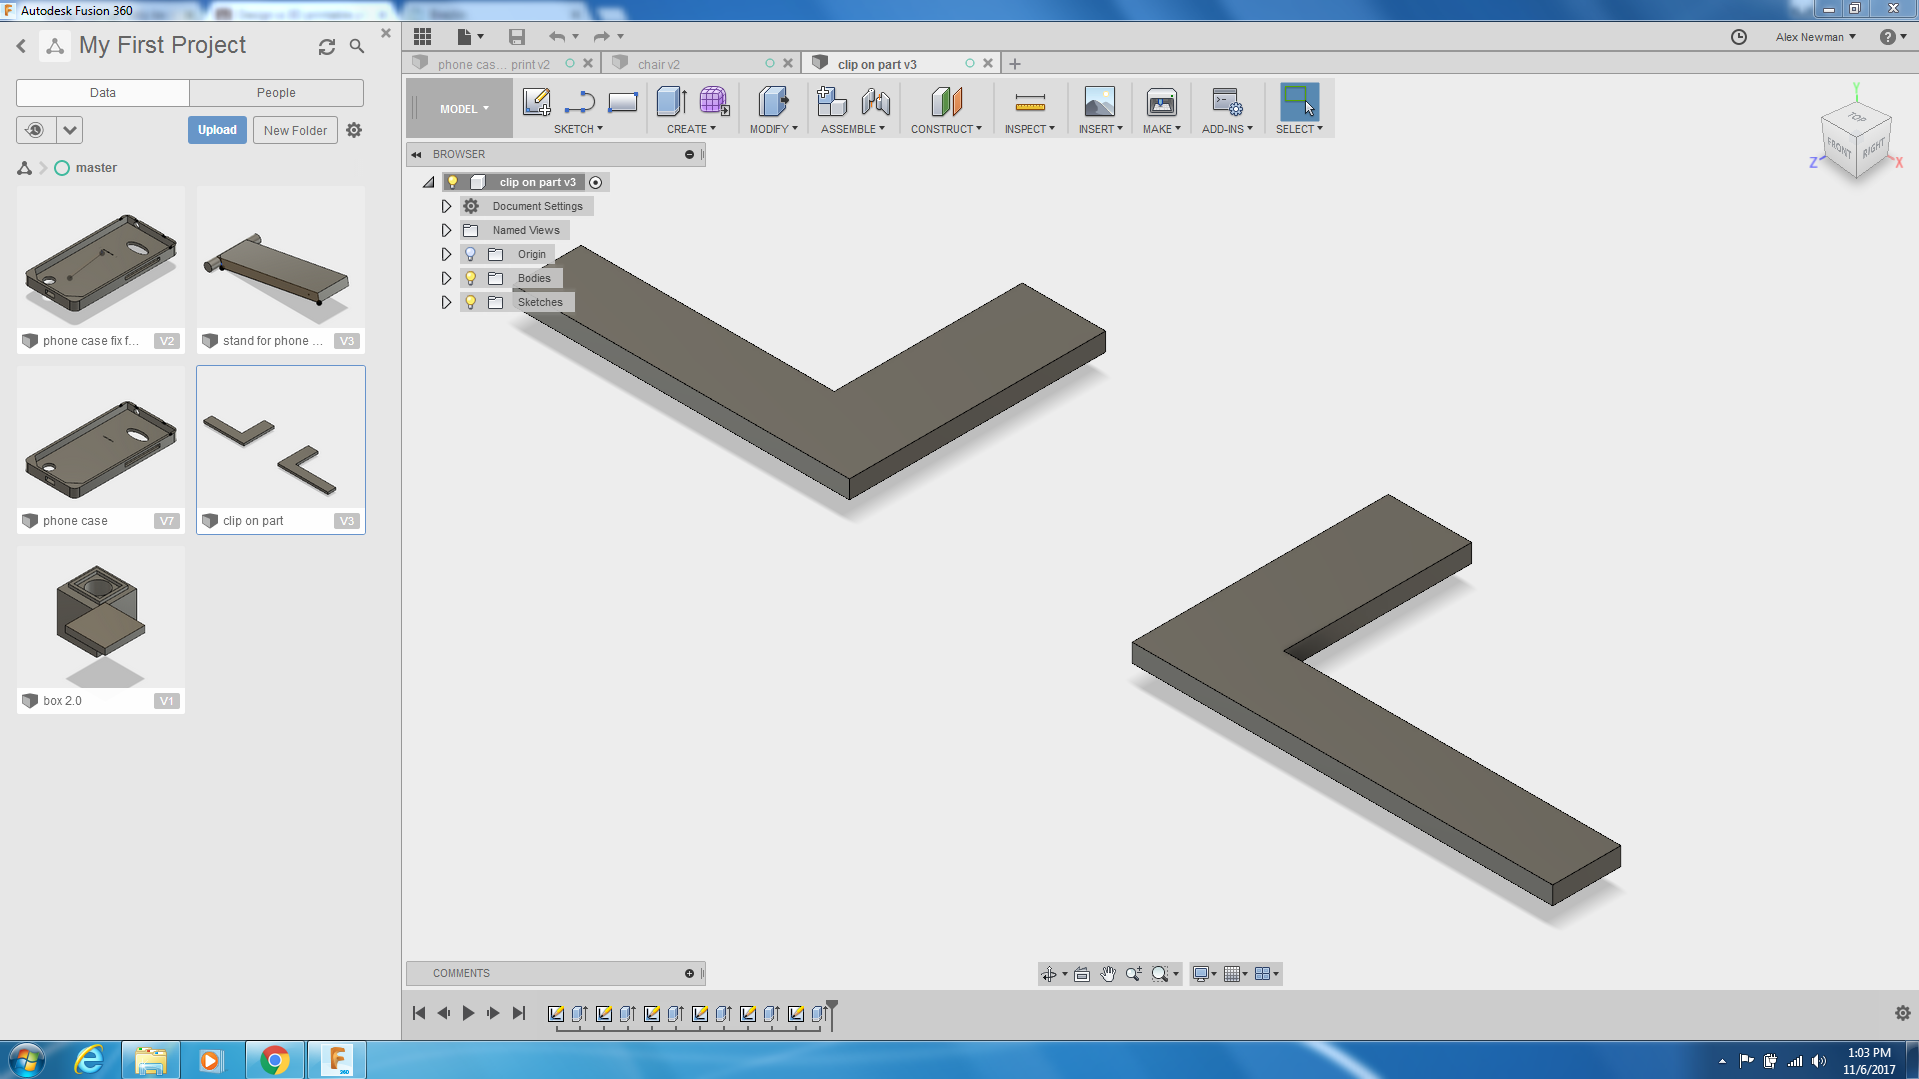 Autodesk Fusion 360
My First Project
Data
People
Upload
New Folder
master
phone case fix f...
V2
stand for phone ...
V3
phone case
V7
clip on part
V3
box 2.0
V1
Alex Newman
phone cas... print v2
chair v2
clip on part v3
MODEL
SKETCH
CREATE
MODIFY
ASSEMBLE
CONSTRUCT
INSPECT
INSERT
MAKE
ADD-INS
SELECT
BROWSER
clip on part v3
Document Settings
Named Views
Origin
Bodies
Sketches
Y
TOP
FRONT
RIGHT
Z
X
COMMENTS
1:03 PM
11/6/2017